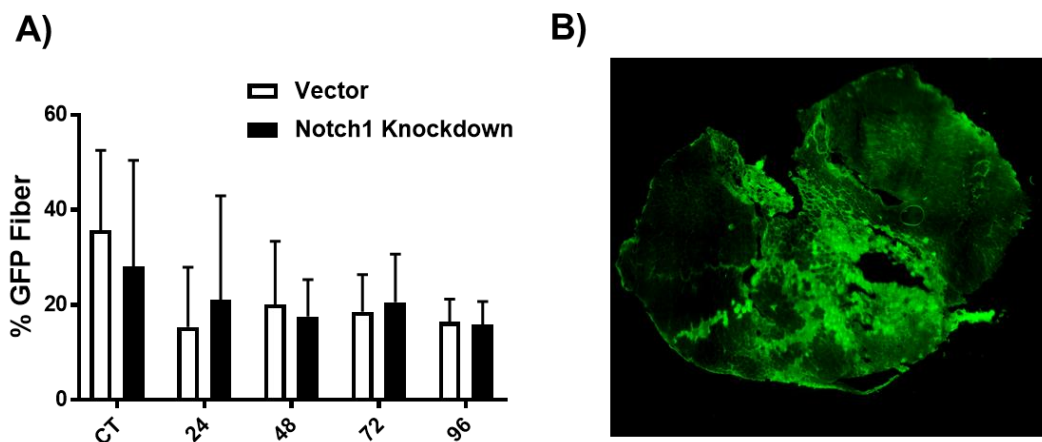 A)
B)
Vector
Notch1 Knockdown
% GFP Fiber
60
40
20
0
CT
24
48
72
96